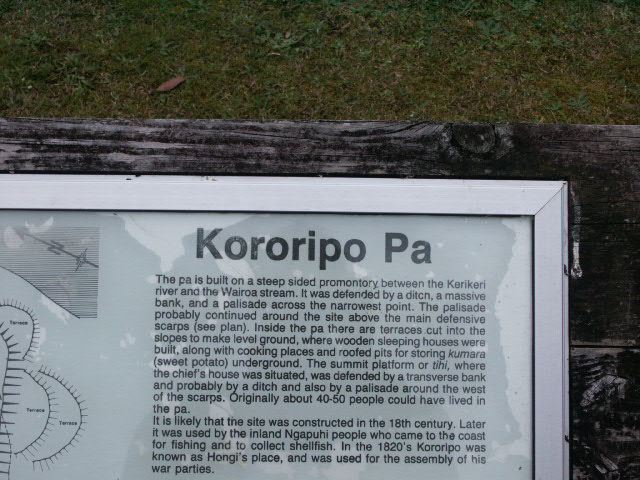 Kororipo Pa
The pa is built on a steep sided promontory between the Kerikeri
river and the Wairoa stream. It was defended by a ditch, a massive
bank, and a palisade across the narrowest point. The palisade
probably continued around the site above the main defensive
scarps (see plan). Inside the pa there are terraces cut into the
slopes to make level ground, where wooden sleeping houses were
built, along with cooking places and roofed pits for storing kumara
(sweet potato) underground. The summit platform or tihi, where
the chief's house was situated, was defended by a transverse bank
and probably by a ditch and also by a palisade around the west
of the scarps. Originally about 40-50 people could have lived in
the pa.
It is likely that the site was constructed in the 18th century. Later
it was used by the inland Ngapuhi people who came to the coast
for fishing and to collect shellfish. In the 1820's Kororipo was
known as Hongi's place, and was used for the assembly of his
war parties.
Terrace
Terrace
Terrace